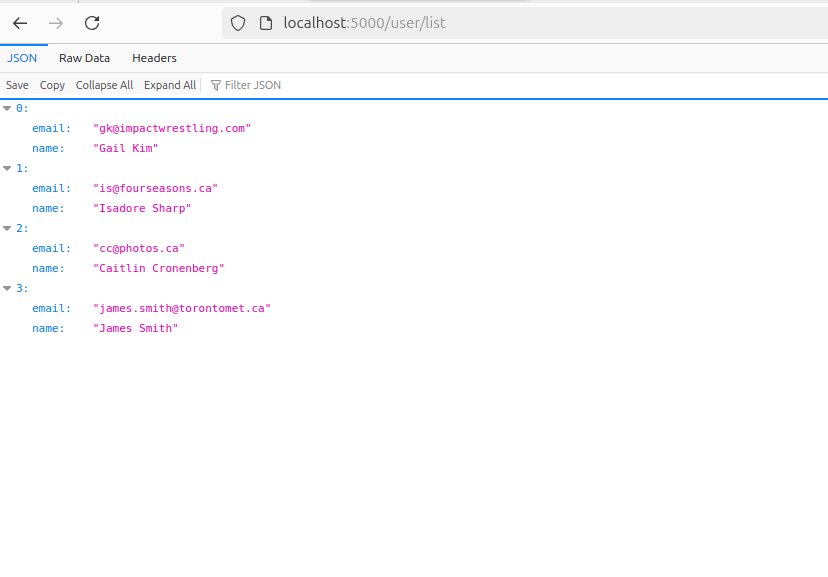 localhost:5000/user/list
JSON Raw Data Headers
Save Copy Collapse All Expand All Filter JSON
0:
email: "gk@impactwrestling.com"
name: "Gail Kim"
1:
email: "is@fourseasons.ca"
name: "Isadore Sharp"
2:
email: "cc@photos.ca"
name: "Caitlin Cronenberg"
3:
email: "james.smith@torontomet.ca"
name: "James Smith"